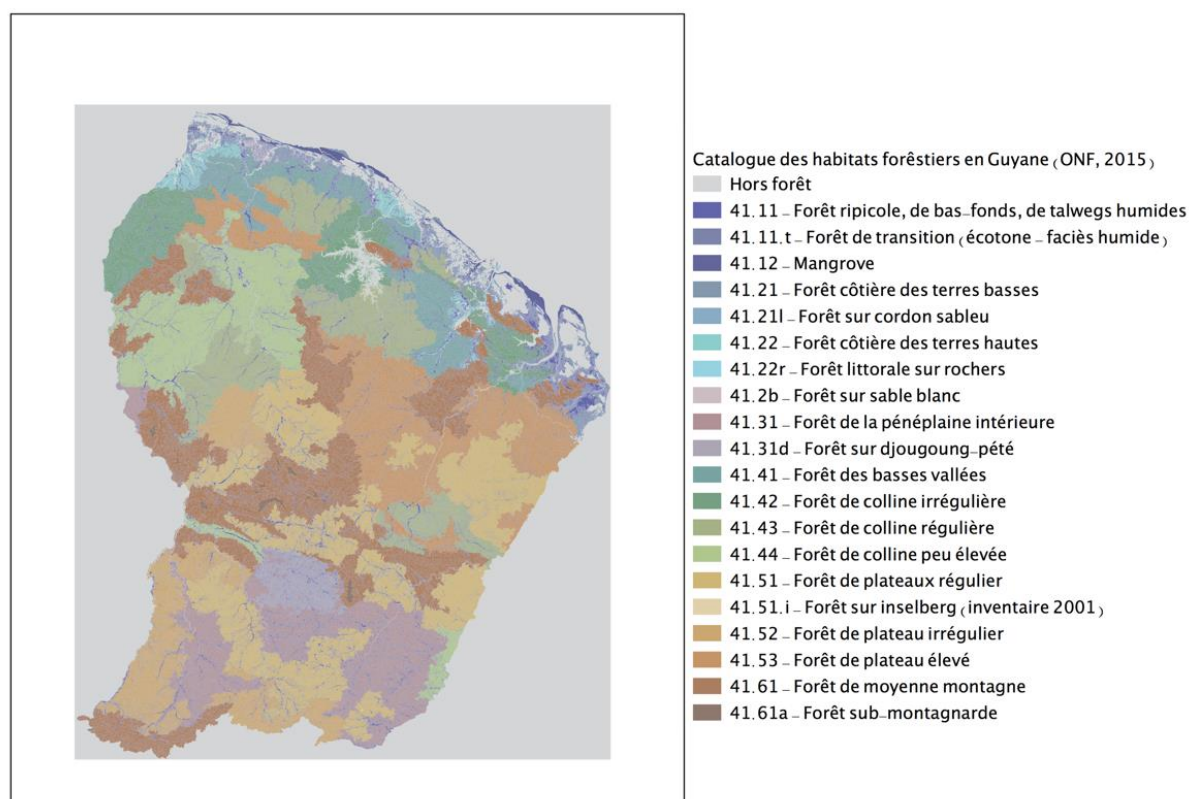 Catalogue des habitats forêstiers en Guyane (ONF, 2015)
Hors forêt
41.11 – Forêt ripicole, de bas-fonds, de talwegs humides
41.11.t – Forêt de transition (écotone – faciès humide)
41.12 – Mangrove
41.21 – Forêt côtière des terres basses
41.21l – Forêt sur cordon sableu
41.22 – Forêt côtière des terres hautes
41.22r – Forêt littorale sur rochers
41.2b – Forêt sur sable blanc
41.31 – Forêt de la pénéplaine intérieure
41.31d – Forêt sur djougoung-pété
41.41 – Forêt des basses vallées
41.42 – Forêt de colline irrégulière
41.43 – Forêt de colline régulière
41.44 – Forêt de colline peu élevée
41.51 – Forêt de plateaux régulier
41.51.i – Forêt sur inselberg (inventaire 2001)
41.52 – Forêt de plateau irrégulier
41.53 – Forêt de plateau élevé
41.61 – Forêt de moyenne montagne
41.61a – Forêt sub-montagnarde